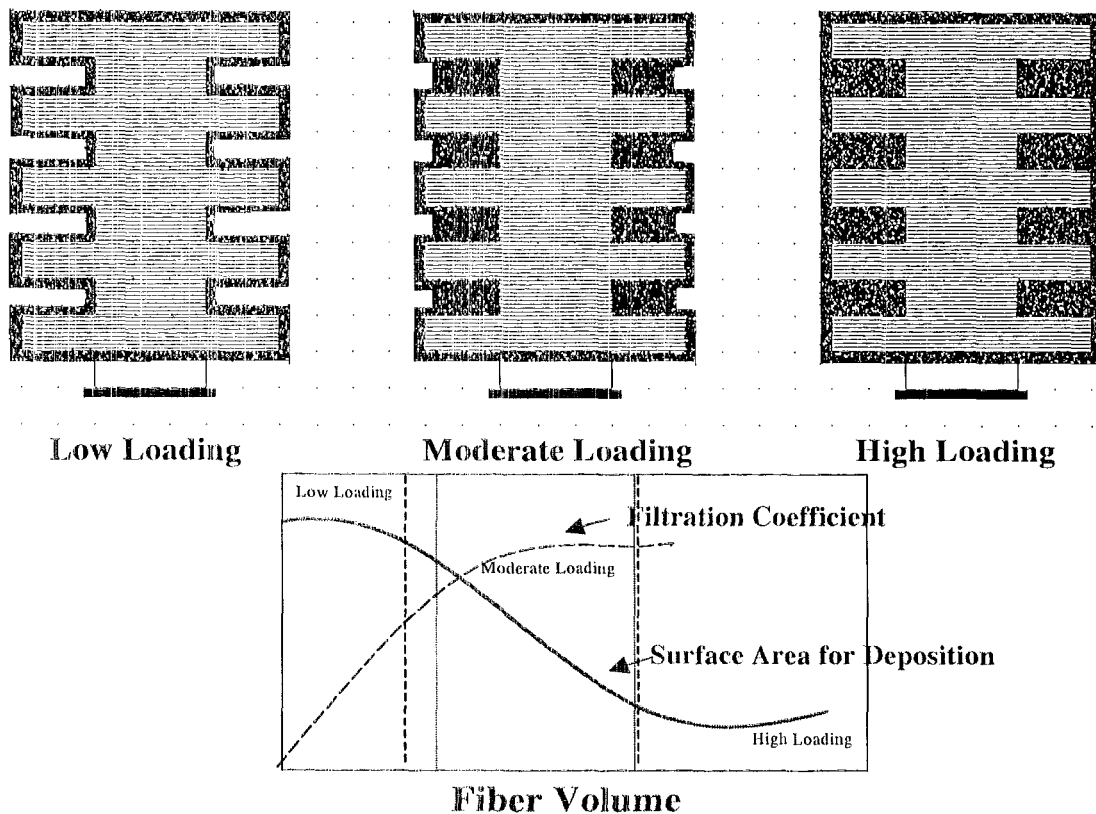 Low Loading
Moderate Loading
High Loading
Low Loading
Filtration Coefficient
Moderate Loading
Surface Area for Deposition
High Loading
Fiber Volume